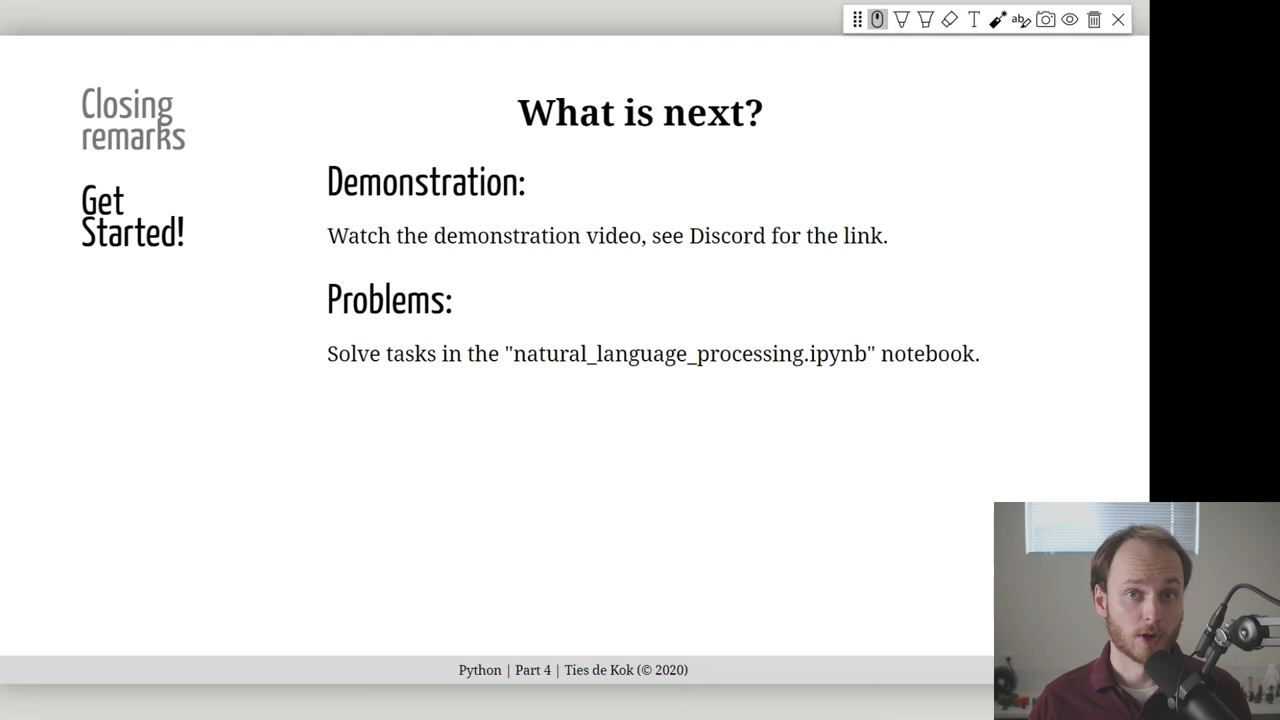 Closing
remarks
Get
Started!
What is next?
Demonstration:
Watch the demonstration video, see Discord for the link.
Problems:
Solve tasks in the "natural_language_processing.ipynb" notebook.
Python | Part 4 | Ties de Kok (© 2020)